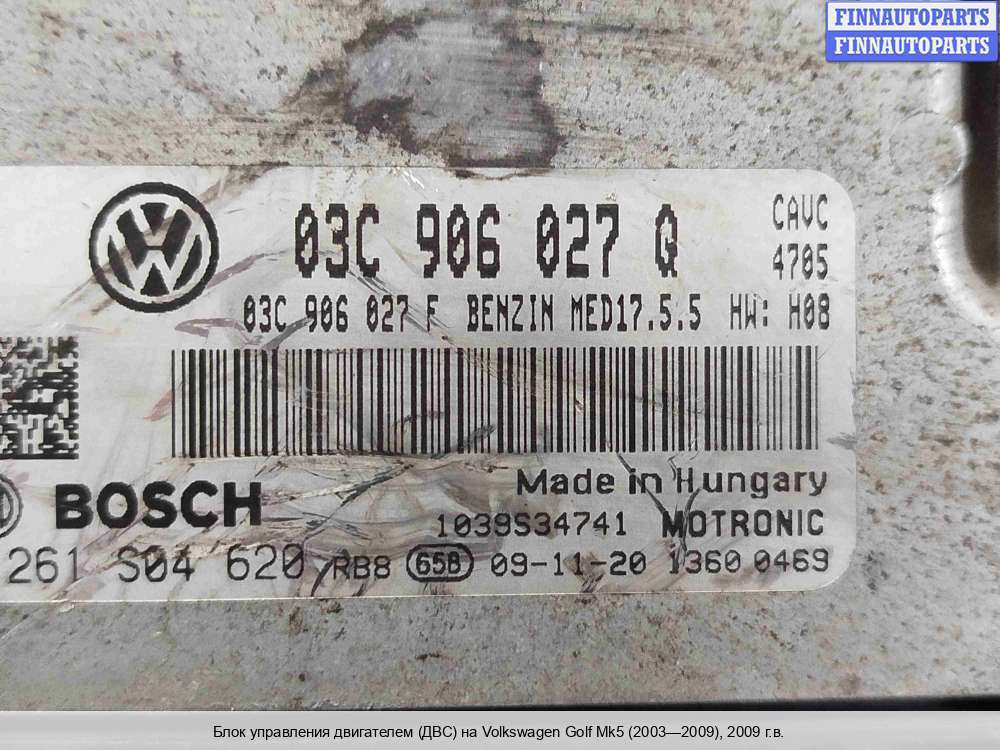 FINNAUTOPARTS
FINNAUTOPARTS
03C 906 027 Q
CAVC
4705
03C 906 027 F BENZIN MED17.5.5 HW: H08
BOSCH
Made in Hungary
1039S34741 MOTRONIC
261 S04 620 RB8 65B 09-11-20 1360 0469
Блок управления двигателем (ДВС) на Volkswagen Golf Mk5 (2003—2009), 2009 г.в.